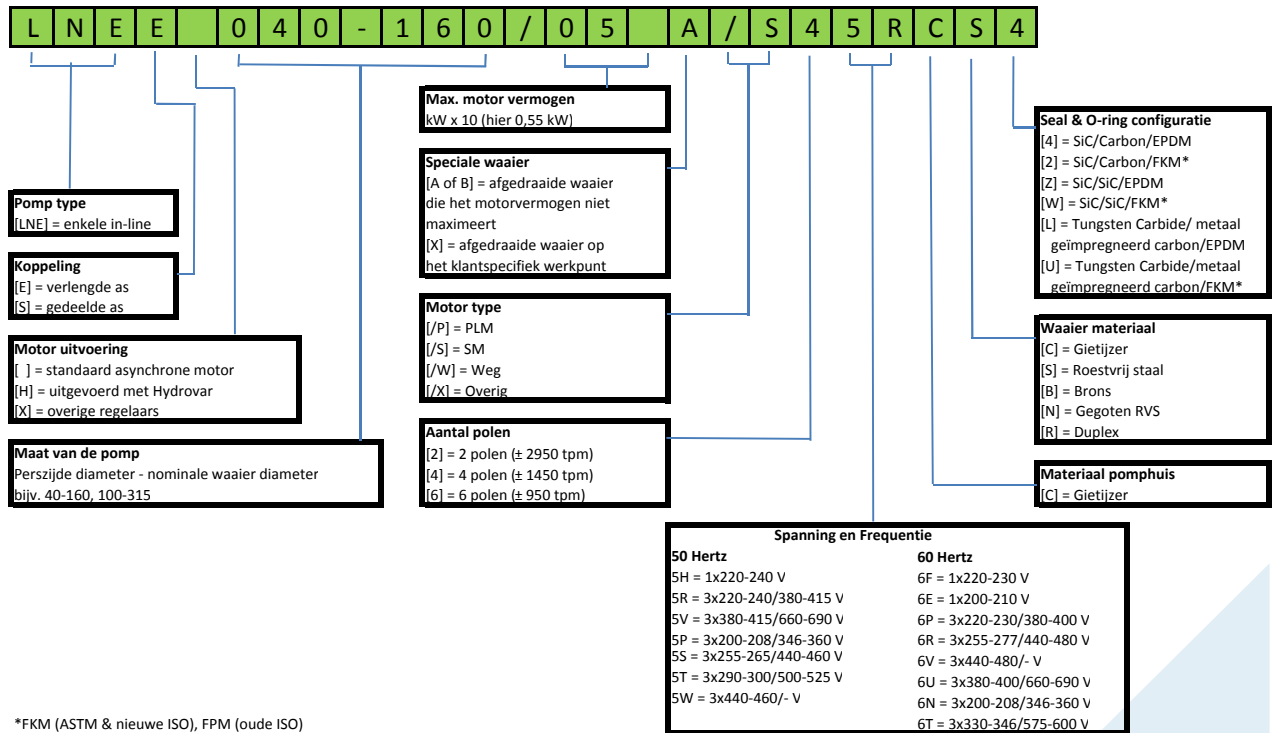 L N E E 0 4 0 - 1 6 0 / 0 5 A / S 4 5 R C S 4
Pomp type
[LNE] = enkele in-line
Koppeling
[E] = verlengde as
[S] = gedeelde as
Motor uitvoering
[ ] = standaard asynchrone motor
[H] = uitgevoerd met Hydrovar
[X] = overige regelaars
Maat van de pomp
Perszijde diameter - nominale waaier diameter
bijv. 40-160, 100-315
Max. motor vermogen
kW x 10 (hier 0,55 kW)
Speciale waaier
[A of B] = afgedraaide waaier
die het motorvermogen niet
maximeert
[X] = afgedraaide waaier op
het klantspecifiek werkpunt
Motor type
[/P] = PLM
[/S] = SM
[/W] = Weg
[/X] = Overig
Aantal polen
[2] = 2 polen (± 2950 tpm)
[4] = 4 polen (± 1450 tpm)
[6] = 6 polen (± 950 tpm)
Seal & O-ring configuratie
[4] = SiC/Carbon/EPDM
[2] = SiC/Carbon/FKM*
[Z] = SiC/SiC/EPDM
[W] = SiC/SiC/FKM*
[L] = Tungsten Carbide/ metaal
geïmpregneerd carbon/EPDM
[U] = Tungsten Carbide/metaal
geïmpregneerd carbon/FKM*
Waaier materiaal
[C] = Gietijzer
[S] = Roestvrij staal
[B] = Brons
[N] = Gegoten RVS
[R] = Duplex
Materiaal pomphuis
[C] = Gietijzer
Spanning en Frequentie
50 Hertz
5H = 1x220-240 V
5R = 3x220-240/380-415 V
5V = 3x380-415/660-690 V
5P = 3x200-208/346-360 V
5S = 3x255-265/440-460 V
5T = 3x290-300/500-525 V
5W = 3x440-460/- V
60 Hertz
6F = 1x220-230 V
6E = 1x200-210 V
6P = 3x220-230/380-400 V
6R = 3x255-277/440-480 V
6V = 3x440-480/- V
6U = 3x380-400/660-690 V
6N = 3x200-208/346-360 V
6T = 3x330-346/575-600 V
*FKM (ASTM & nieuwe ISO), FPM (oude ISO)